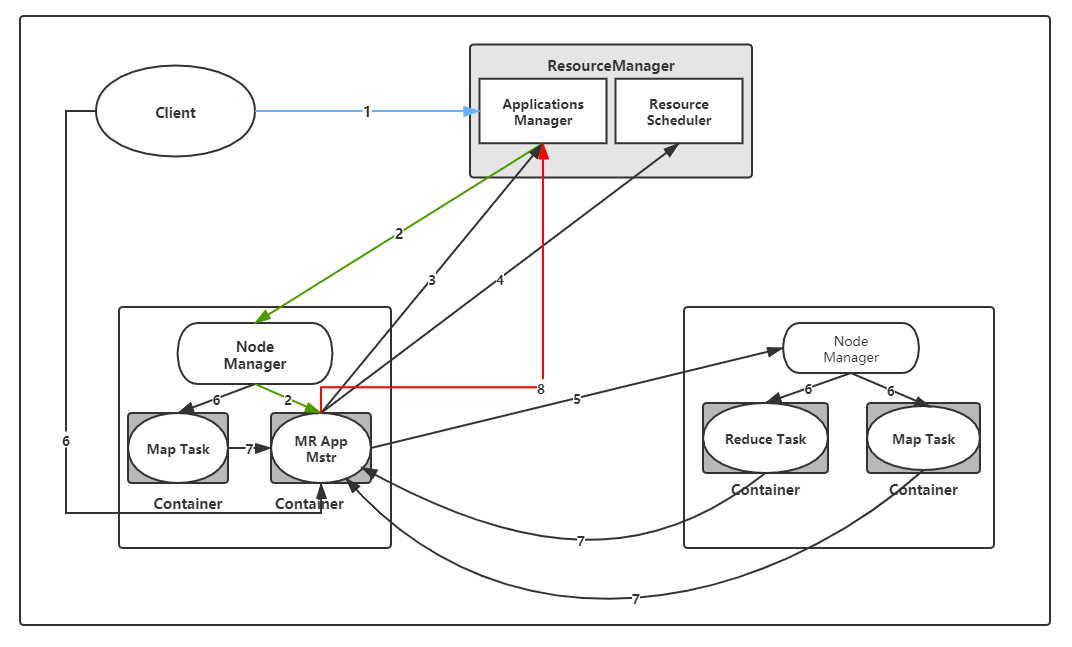 ResourceManager
Client
1
Applications
Manager
Resource
Scheduler
2
3
4
Node
Manager
Node
Manager
8
5
6
2
6
6
6
Map Task
7
MR App
Mstr
Reduce Task
Map Task
Container
Container
Container
Container
7
7